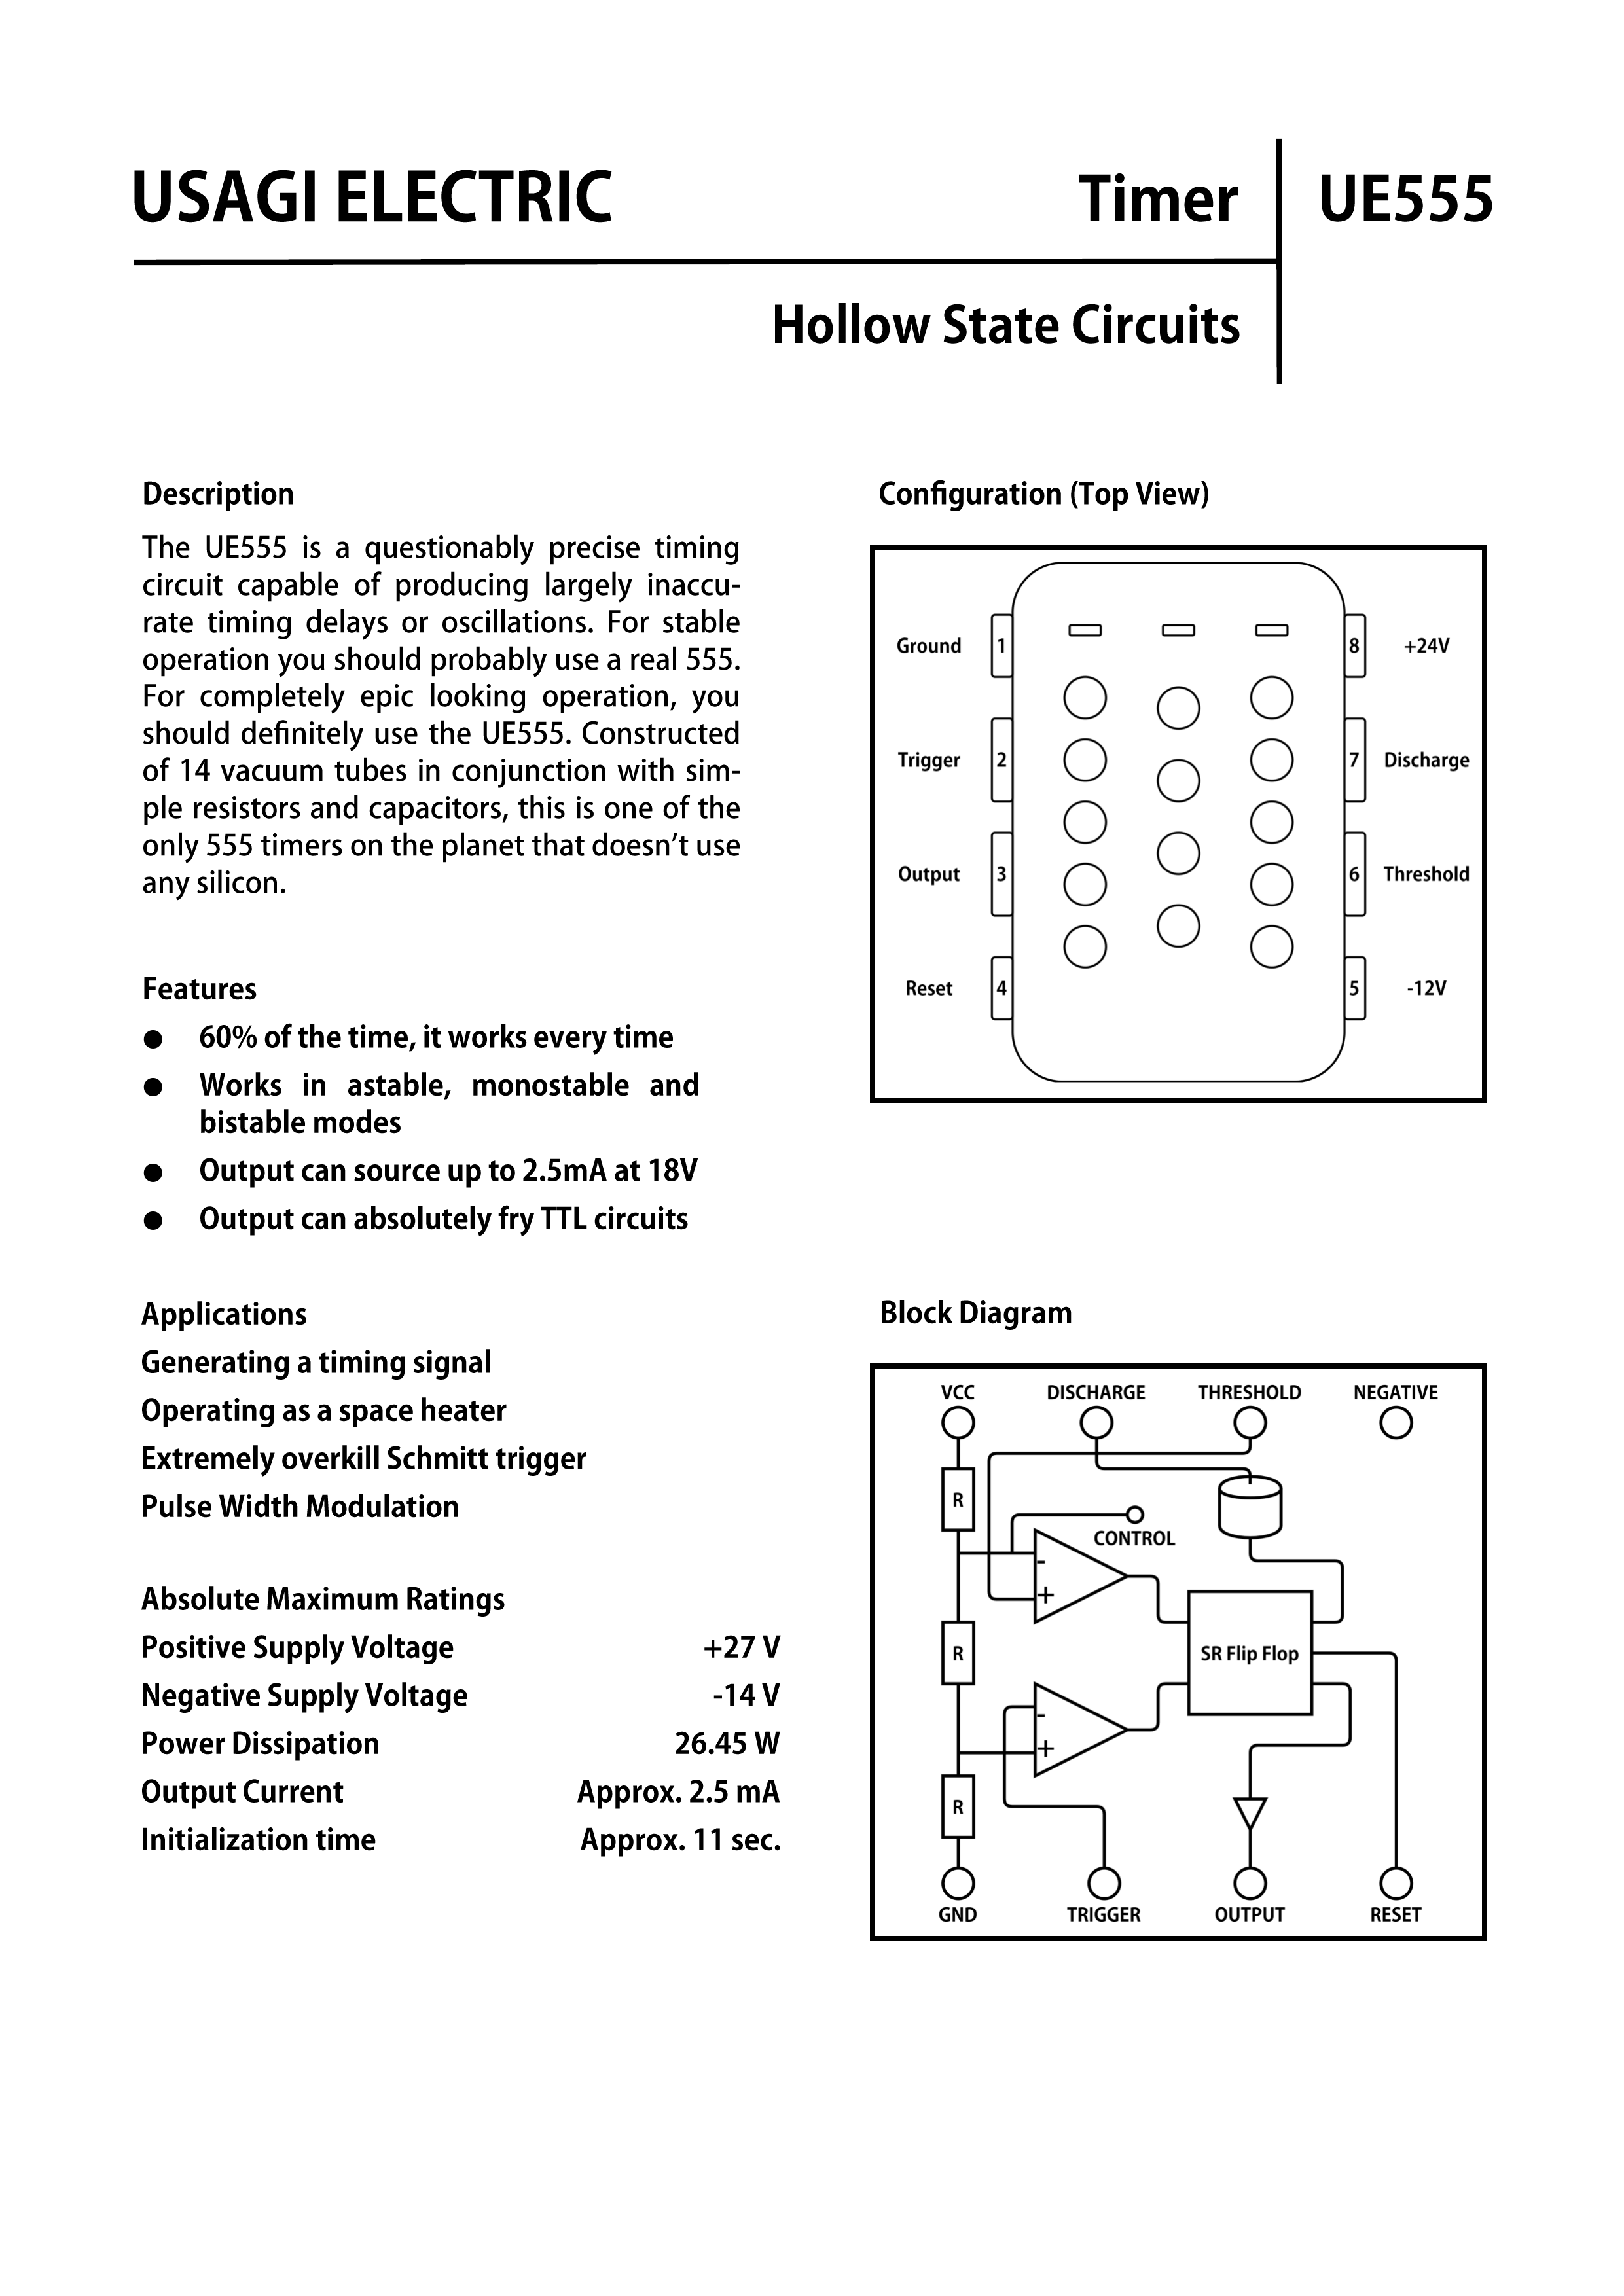 USAGI ELECTRIC
Timer
UE555
Hollow State Circuits
Description
The UE555 is a questionably precise timing
circuit capable of producing largely inaccu-
rate timing delays or oscillations. For stable
operation you should probably use a real 555.
For completely epic looking operation, you
should definitely use the UE555. Constructed
of 14 vacuum tubes in conjunction with sim-
ple resistors and capacitors, this is one of the
only 555 timers on the planet that doesn't use
any silicon.
Features
● 60% of the time, it works every time
● Works in astable, monostable and
bistable modes
● Output can source up to 2.5mA at 18V
● Output can absolutely fry TTL circuits
Applications
Generating a timing signal
Operating as a space heater
Extremely overkill Schmitt trigger
Pulse Width Modulation
Absolute Maximum Ratings
Positive Supply Voltage +27 V
Negative Supply Voltage -14 V
Power Dissipation 26.45 W
Output Current Approx. 2.5 mA
Initialization time Approx. 11 sec.
Configuration (Top View)
Ground 1 8 +24V
Trigger 2 7 Discharge
Output 3 6 Threshold
Reset 4 5 -12V
Block Diagram
VCC DISCHARGE THRESHOLD NEGATIVE
R
CONTROL
-
+
R
SR Flip Flop
-
+
R
GND TRIGGER OUTPUT RESET